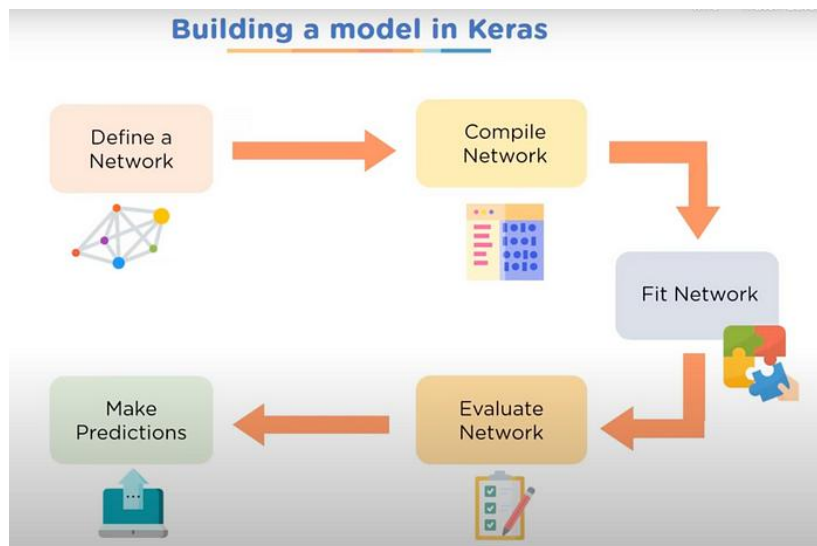 Building a model in Keras
Define a
Network
Compile
Network
Fit Network
Evaluate
Network
Make
Predictions